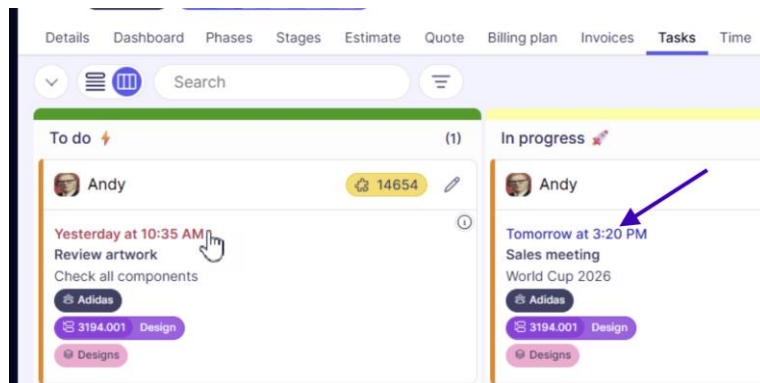 Details Dashboard Phases Stages Estimate Quote Billing plan Invoices Tasks Time
Search
To do (1)
Andy 14654
Yesterday at 10:35 AM
Review artwork
Check all components
Adidas
3194.001 Design
Designs
In progress
Andy
Tomorrow at 3:20 PM
Sales meeting
World Cup 2026
Adidas
3194.001 Design
Designs